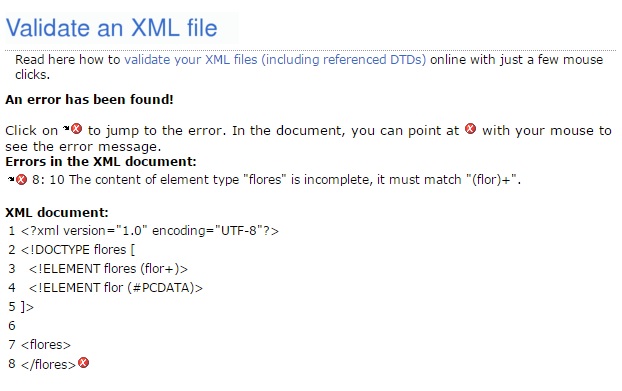 Validate an XML file
Read here how to validate your XML files (including referenced DTDs) online with just a few mouse
clicks.
An error has been found!
Click on to jump to the error. In the document, you can point at with your mouse to
see the error message.
Errors in the XML document:
8: 10 The content of element type "flores" is incomplete, it must match "(flor)+".
XML document:
1 <?xml version="1.0" encoding="UTF-8"?>
2 <!DOCTYPE flores [
3 <!ELEMENT flores (flor+)>
4 <!ELEMENT flor (#PCDATA)>
5 ]>
6
7 <flores>
8 </flores>